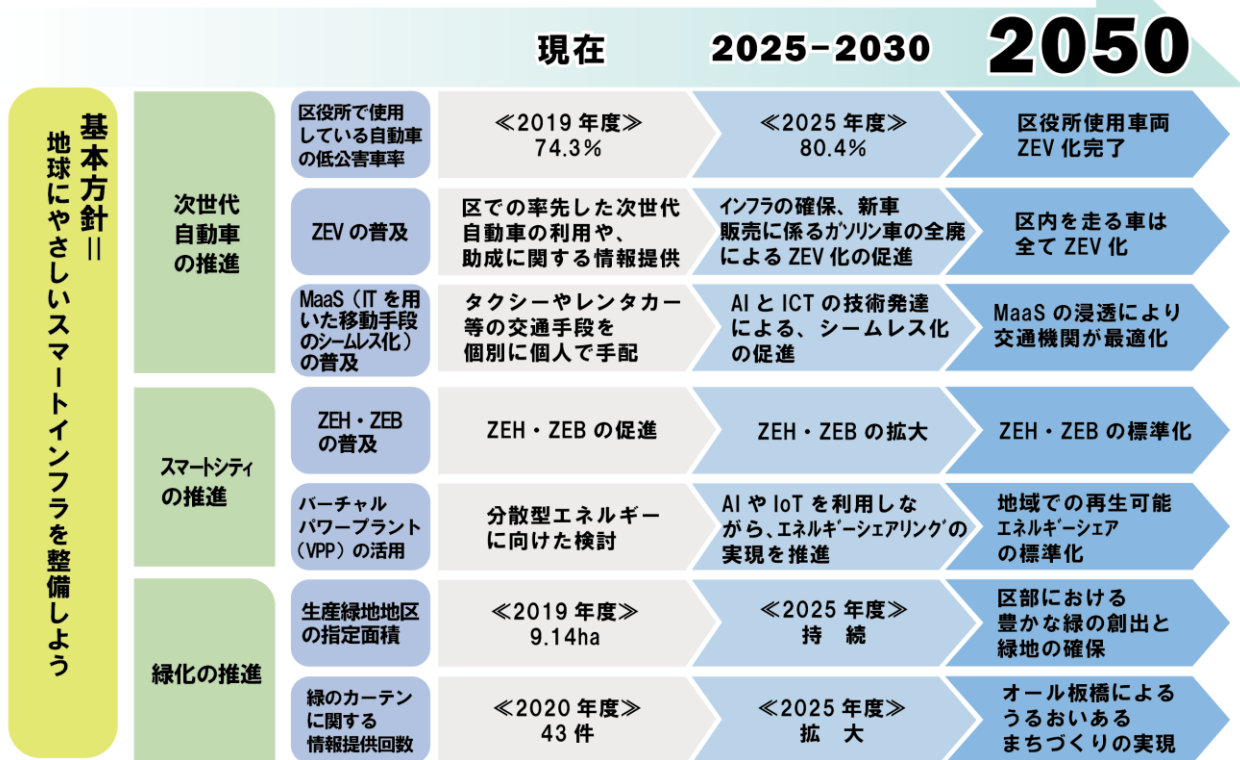 現在
2025-2030
2050
基本方針Ⅱ
地球にやさしいスマートインフラを整備しよう
次世代
自動車
の推進
区役所で使用
している自動車
の低公害車率
≪2019 年度≫
74.3%
≪2025 年度≫
80.4%
区役所使用車両
ZEV 化完了
ZEV の普及
区での率先した次世代
自動車の利用や、
助成に関する情報提供
インフラの確保、新車
販売に係るガソリン車の全廃
による ZEV 化の促進
区内を走る車は
全て ZEV 化
MaaS（IT を用
いた移動手段
のシームレス化）
の普及
タクシーやレンタカー
等の交通手段を
個別に個人で手配
AI と ICT の技術発達
による、シームレス化
の促進
MaaS の浸透により
交通機関が最適化
スマートシティ
の推進
ZEH・ZEB
の普及
ZEH・ZEB の促進
ZEH・ZEB の拡大
ZEH・ZEB の標準化
バーチャル
パワープラント
（VPP）の活用
分散型エネルギー
に向けた検討
AI や IoT を利用しな
がら、エネルギーシェアリングの
実現を推進
地域での再生可能
エネルギーシェア
の標準化
緑化の推進
生産緑地地区
の指定面積
≪2019 年度≫
9.14ha
≪2025 年度≫
持 続
区部における
豊かな緑の創出と
緑地の確保
緑のカーテン
に関する
情報提供回数
≪2020 年度≫
43 件
≪2025 年度≫
拡 大
オール板橋による
うるおいある
まちづくりの実現